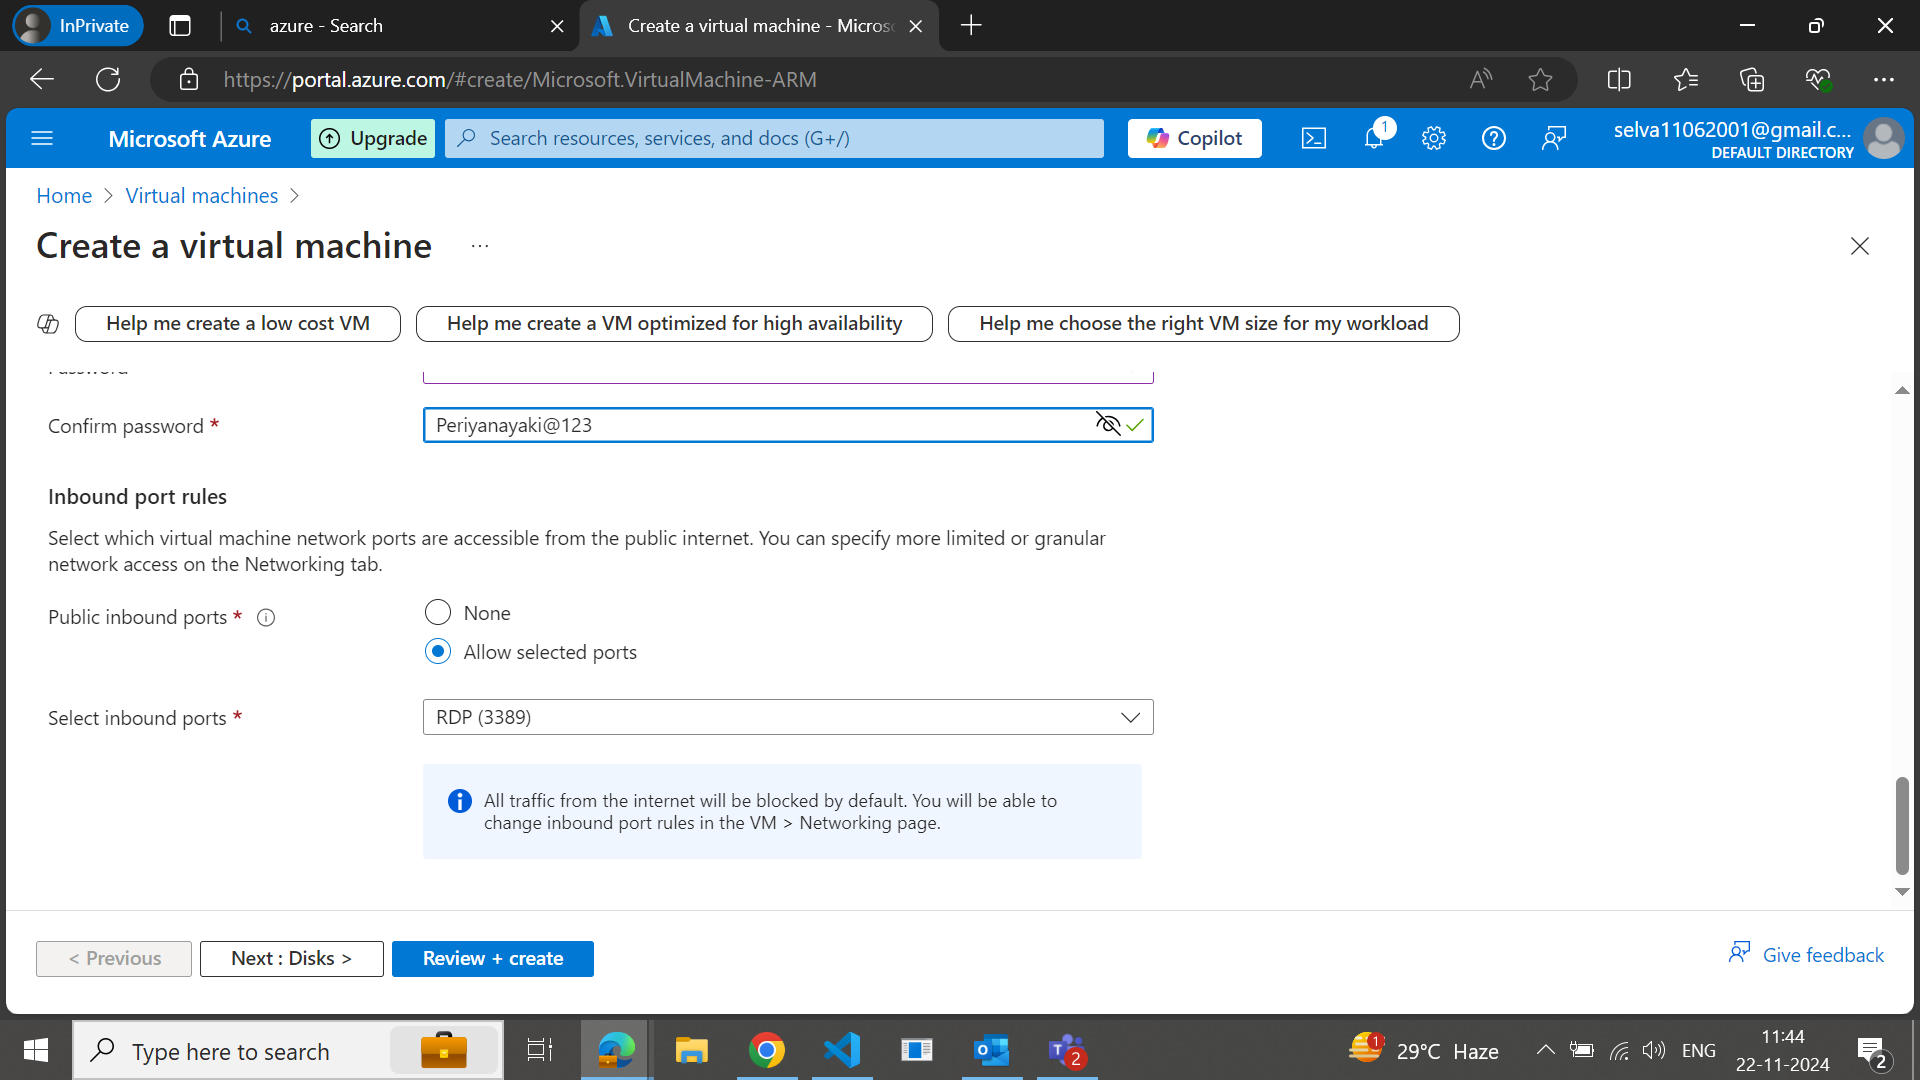 InPrivate
azure - Search
Create a virtual machine - Microso
https://portal.azure.com/#create/Microsoft.VirtualMachine-ARM
Microsoft Azure
Upgrade
Search resources, services, and docs (G+/)
Copilot
1
selva11062001@gmail.c...
DEFAULT DIRECTORY
Home > Virtual machines >
Create a virtual machine ...
Help me create a low cost VM
Help me create a VM optimized for high availability
Help me choose the right VM size for my workload
Confirm password *
Periyanayaki@123
Inbound port rules
Select which virtual machine network ports are accessible from the public internet. You can specify more limited or granular
network access on the Networking tab.
Public inbound ports *
None
Allow selected ports
Select inbound ports *
RDP (3389)
All traffic from the internet will be blocked by default. You will be able to
change inbound port rules in the VM > Networking page.
< Previous
Next : Disks >
Review + create
Give feedback
Type here to search
2
1
29°C Haze
ENG
11:44
22-11-2024
2